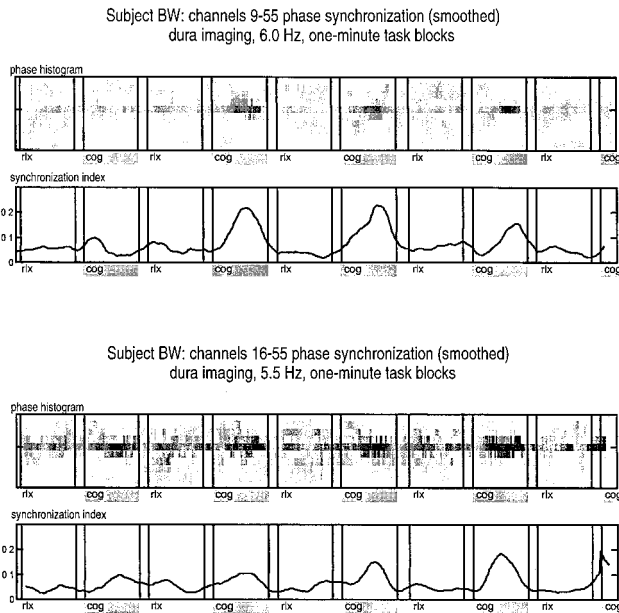 Subject BW: channels 9-55 phase synchronization (smoothed)
dura imaging, 6.0 Hz, one-minute task blocks
phase histogram
rlx cog rlx cog rlx cog rlx cog rlx cog
synchronization index
0 2
0 1
0
rlx cog rlx cog rlx cog rlx cog rlx cog
Subject BW: channels 16-55 phase synchronization (smoothed)
dura imaging, 5.5 Hz, one-minute task blocks
phase histogram
rlx cog rlx cog rlx cog rlx cog rlx cog
synchronization index
0 2
0 1
0
rlx cog rlx cog rlx cog rlx cog rlx cog